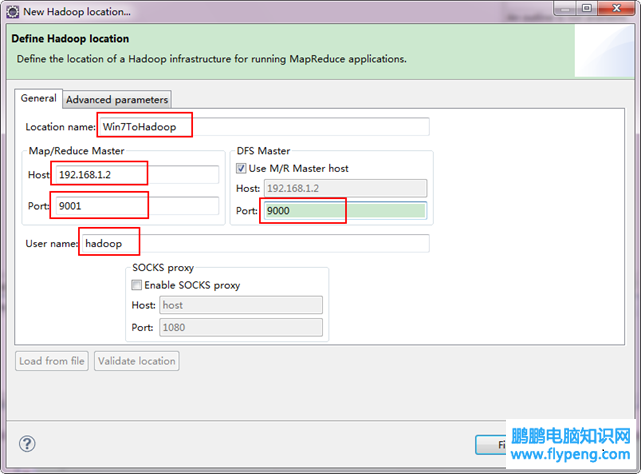 New Hadoop location...
Define Hadoop location
Define the location of a Hadoop infrastructure for running MapReduce applications.
General Advanced parameters
Location name: Win7ToHadoop
Map/Reduce Master
Host: 192.168.1.2
Port: 9001
DFS Master
Use M/R Master host
Host: 192.168.1.2
Port: 9000
User name: hadoop
SOCKS proxy
Enable SOCKS proxy
Host: host
Port: 1080
Load from file Validate location
鹏鹏电脑知识网
www.flypeng.com